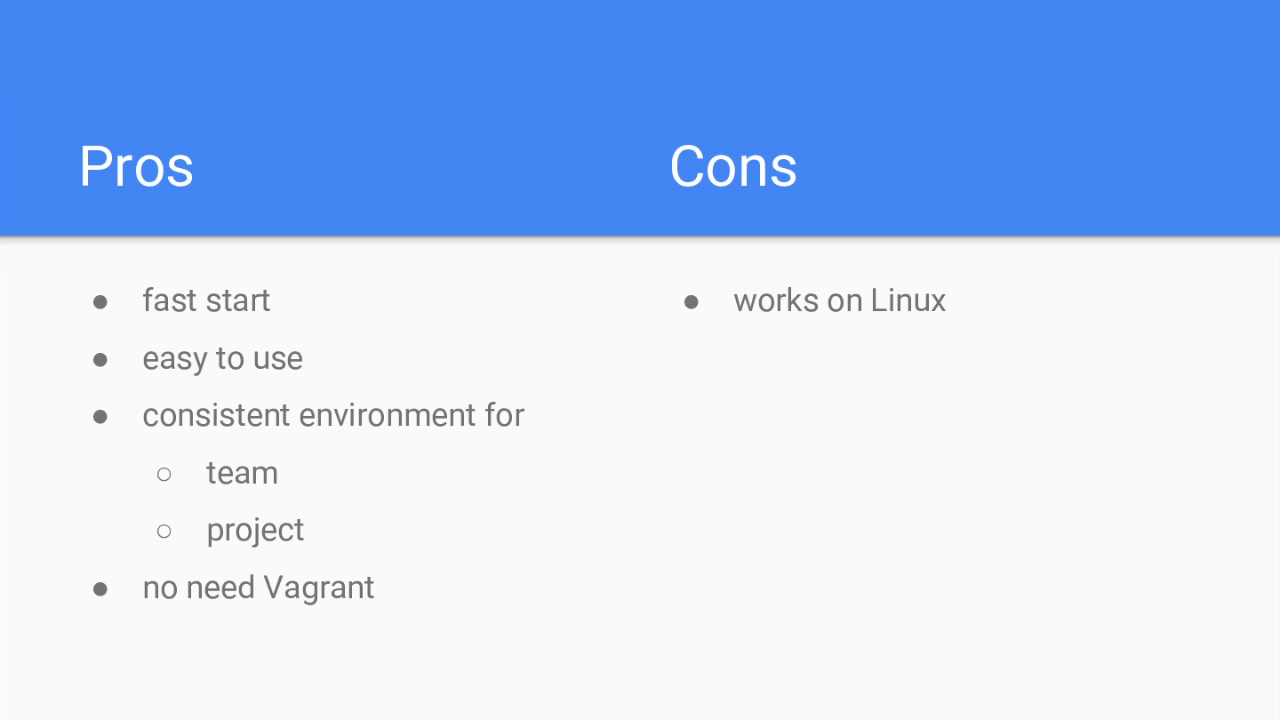 Pros
Cons
● fast start
● easy to use
● consistent environment for
○ team
○ project
● no need Vagrant
● works on Linux